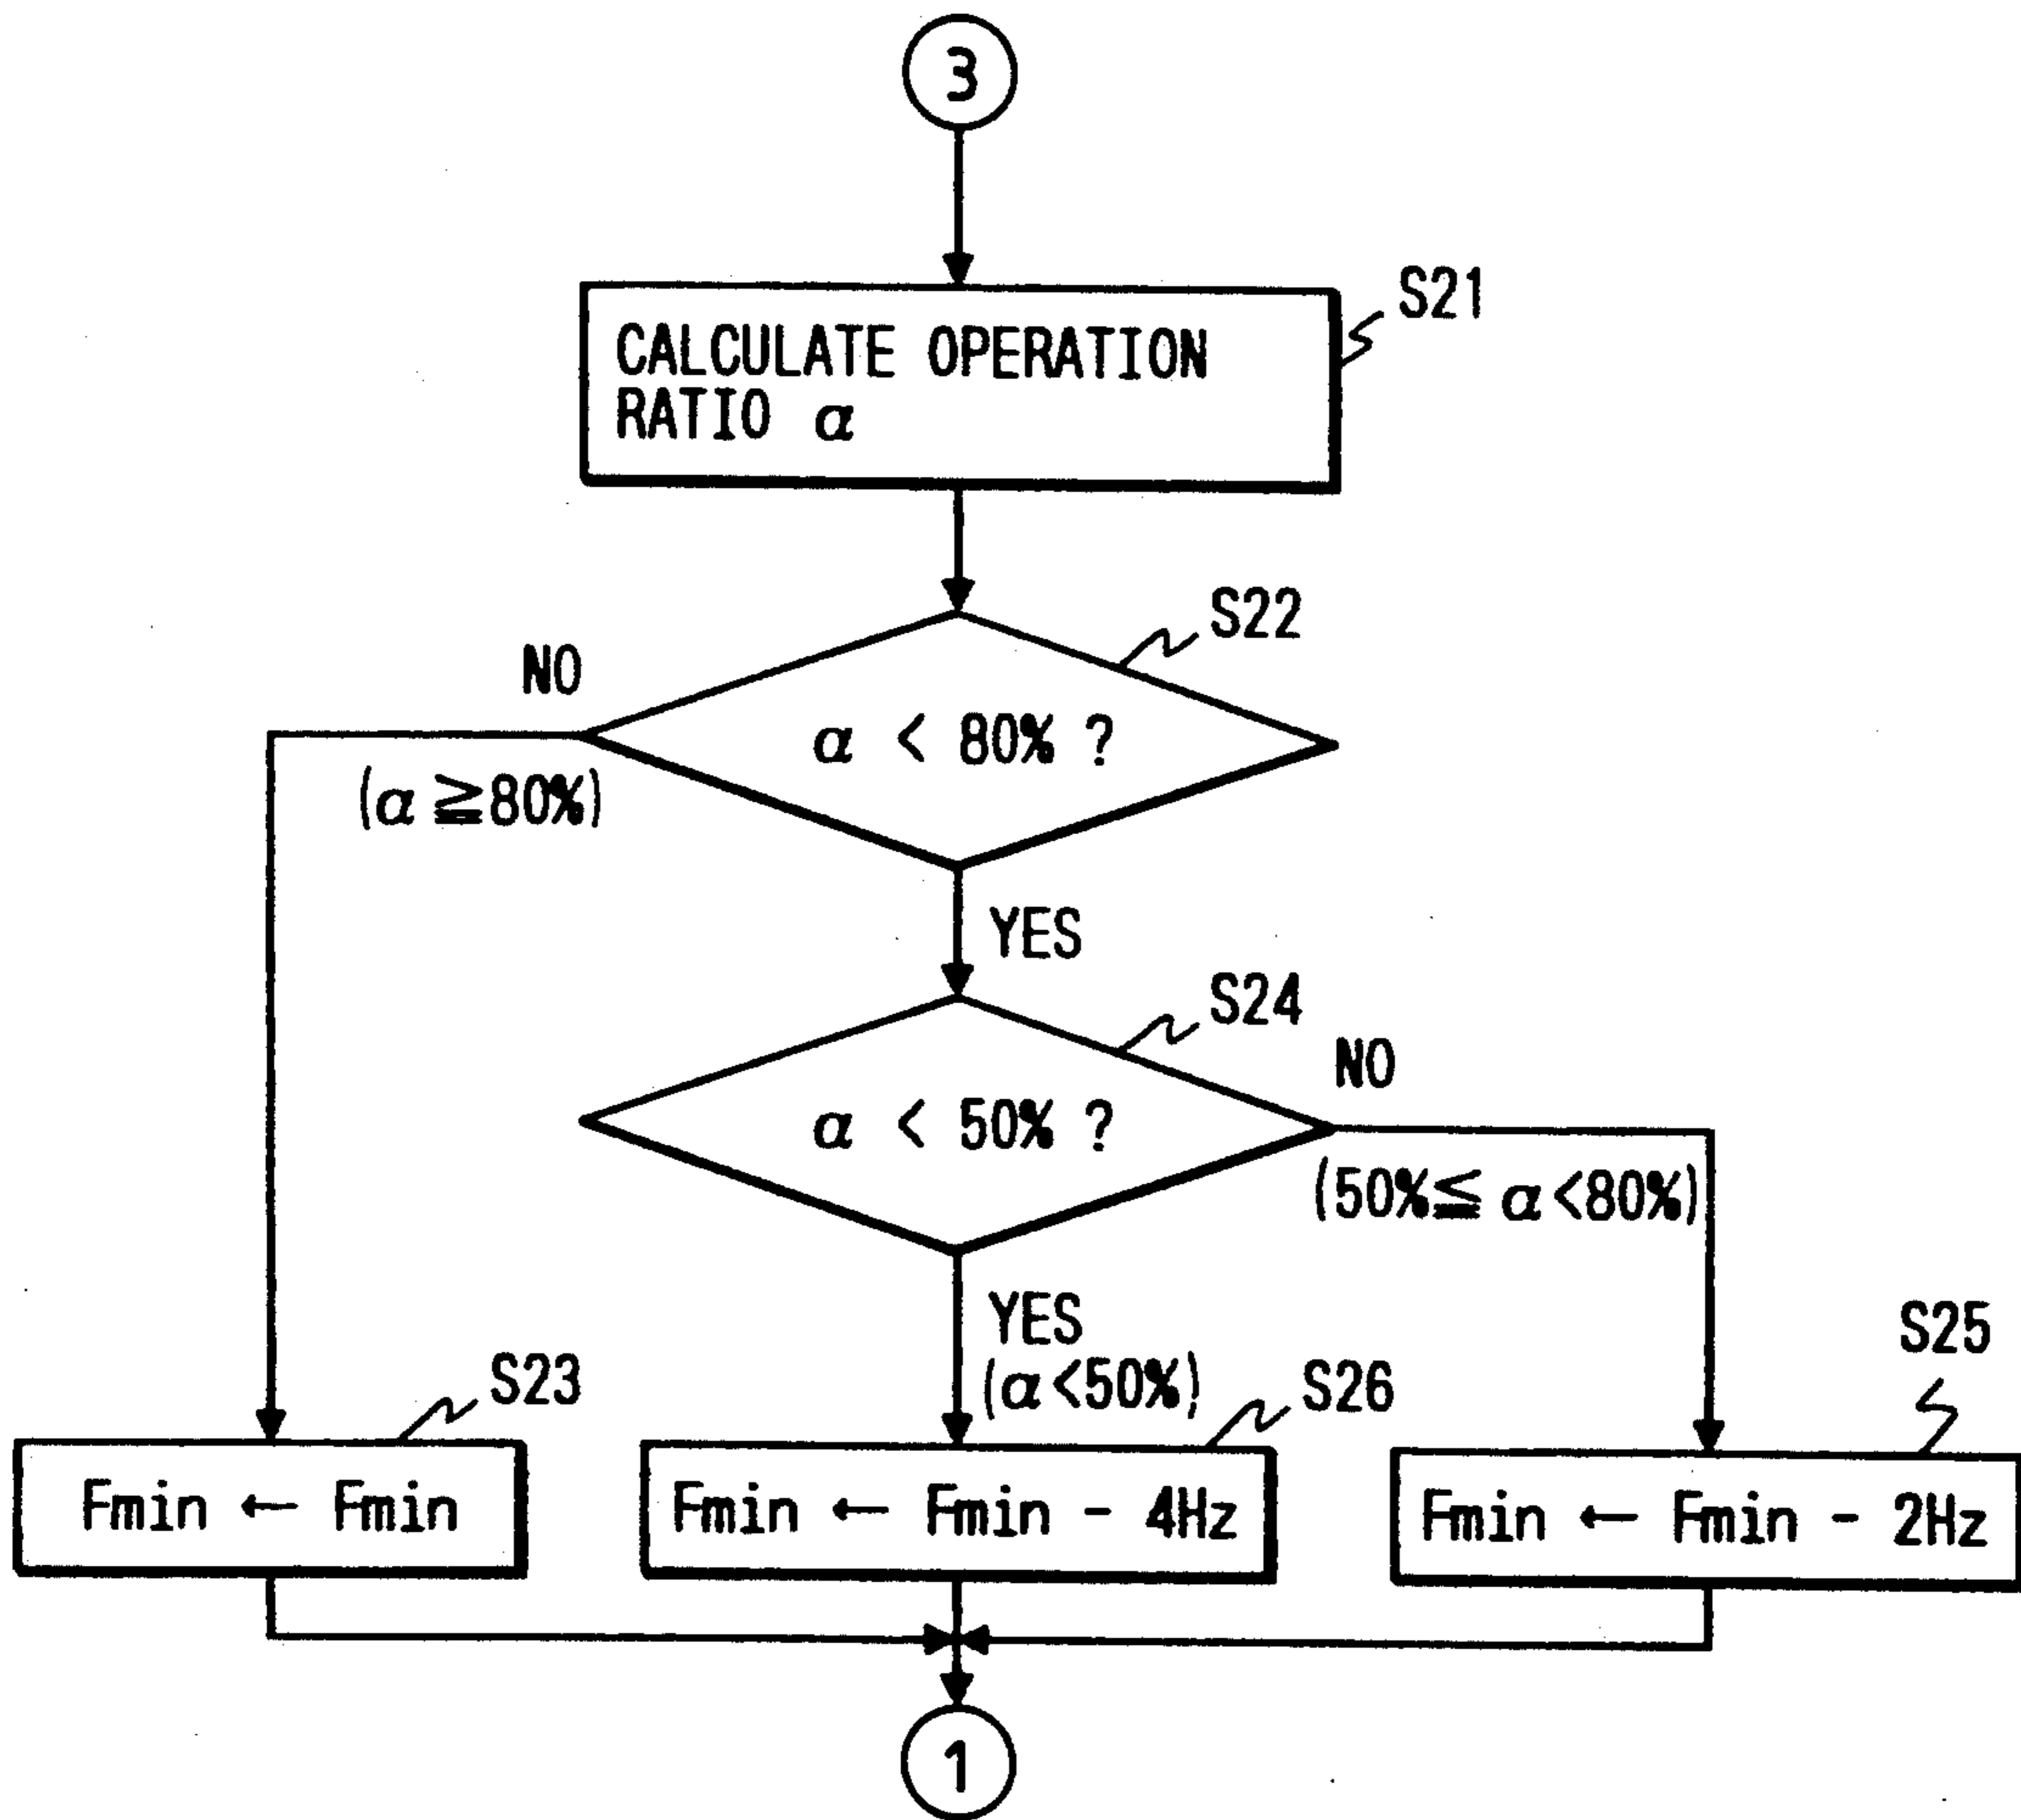 3
S21
CALCULATE OPERATION
RATIO α
S22
NO
α < 80% ?
(α ≧80%)
YES
S24
NO
α < 50% ?
(50%≦ α <80%)
YES
(α <50%)
S23
S26
S25
Fmin ← Fmin
Fmin ← Fmin - 4Hz
Fmin ← Fmin - 2Hz
1